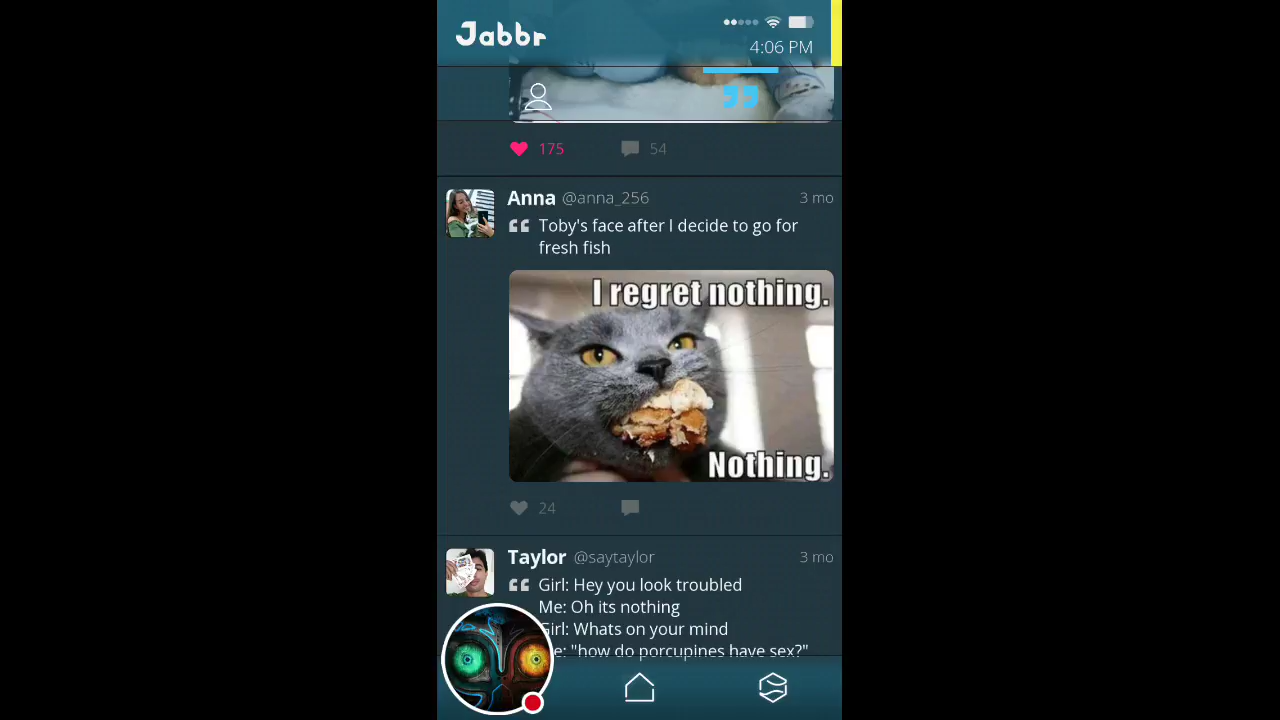 Jabbr
4:06 PM
175
54
Anna @anna_256 3 mo
Toby's face after I decide to go for
fresh fish
I regret nothing.
Nothing.
24
Taylor @saytaylor 3 mo
Girl: Hey you look troubled
Me: Oh its nothing
Girl: Whats on your mind
Me: "how do porcupines have sex?"